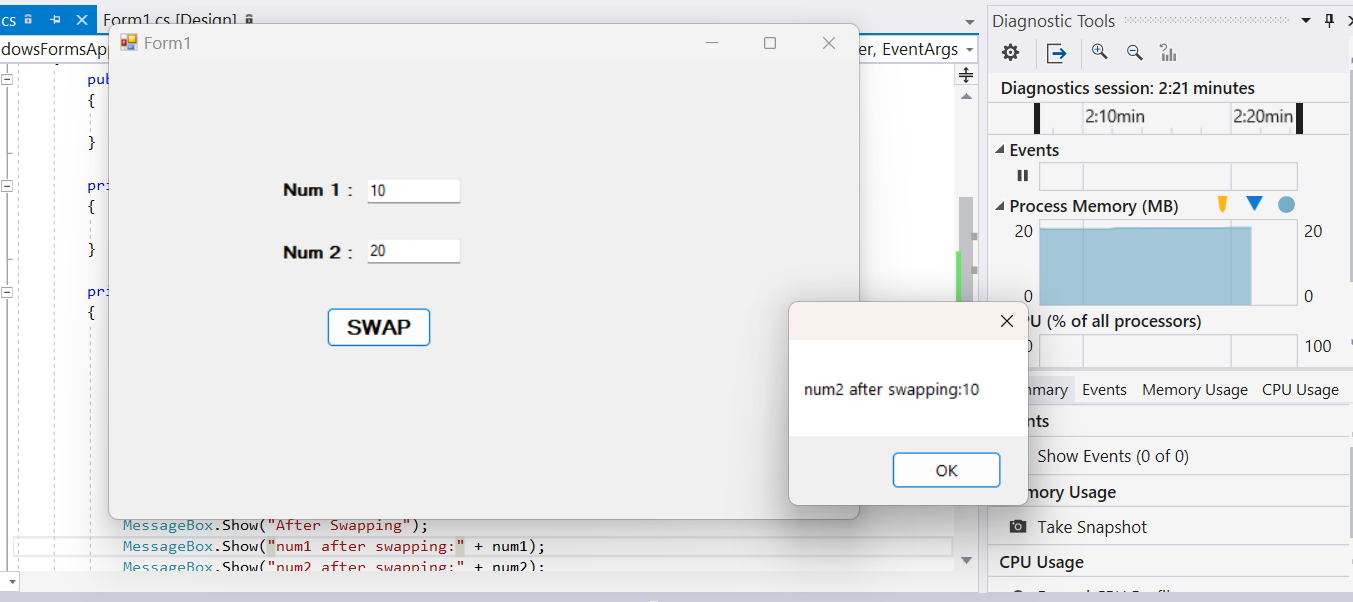 cs
Form1.cs [Design]
dowsFormsApp
er, EventArgs
pub
{
}
pri
{
}
pri
{
Form1
Num 1 :
10
Num 2 :
20
SWAP
num2 after swapping:10
OK
MessageBox.Show("After Swapping");
MessageBox.Show("num1 after swapping:" + num1);
MessageBox.Show("num2 after swapping:" + num2);
Diagnostic Tools
Diagnostics session: 2:21 minutes
2:10min 2:20min
Events
Process Memory (MB)
20 20
0 0
PU (% of all processors)
0 100
mmary Events Memory Usage CPU Usage
nts
Show Events (0 of 0)
mory Usage
Take Snapshot
CPU Usage